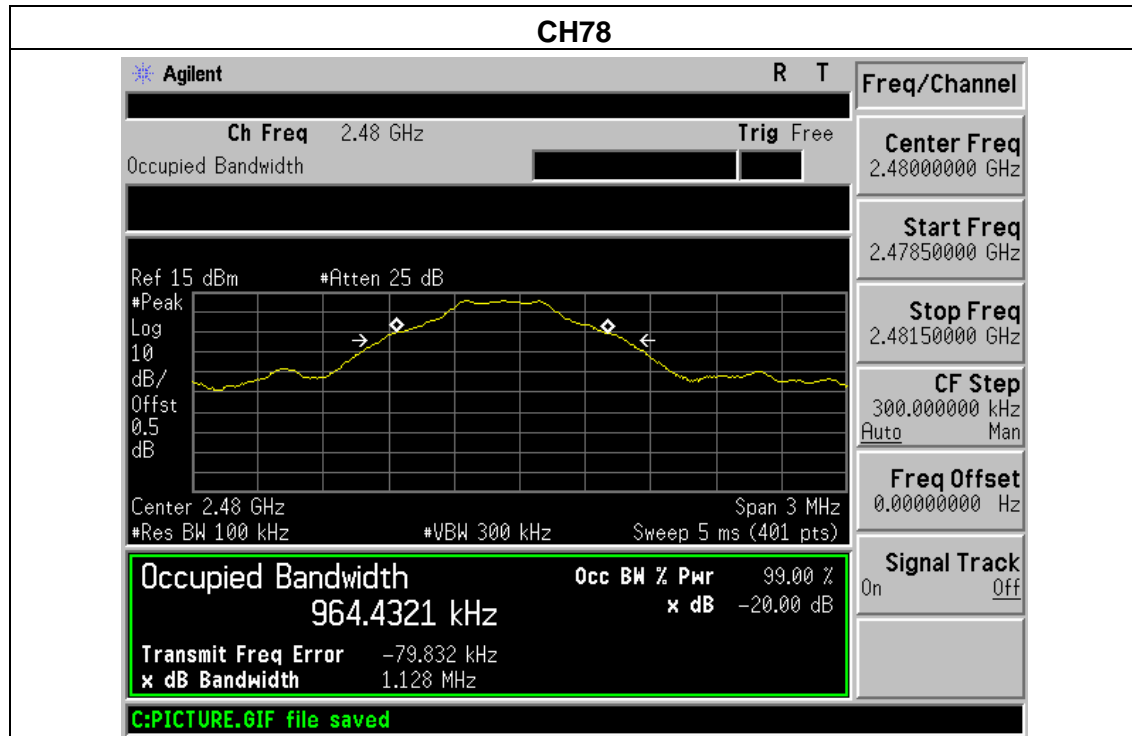 CH78
Agilent R T
Freq/Channel
Ch Freq 2.48 GHz Trig Free
Occupied Bandwidth
Center Freq
2.48000000 GHz
Start Freq
2.47850000 GHz
Stop Freq
2.48150000 GHz
CF Step
300.000000 kHz
Auto Man
Freq Offset
0.00000000 Hz
Signal Track
On Off
Ref 15 dBm #Atten 25 dB
#Peak
Log
10
dB/
Offst
0.5
dB
Center 2.48 GHz Span 3 MHz
#Res BW 100 kHz #VBW 300 kHz Sweep 5 ms (401 pts)
Occupied Bandwidth
964.4321 kHz
Occ BW % Pwr 99.00 %
x dB -20.00 dB
Transmit Freq Error -79.832 kHz
x dB Bandwidth 1.128 MHz
C:PICTURE.GIF file saved